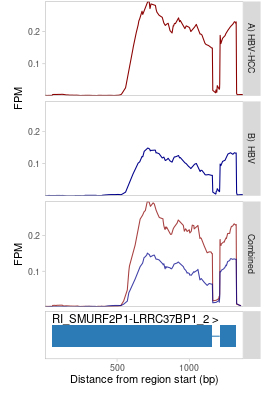 0.2
0.1
A) HBV-HCC
FPM
0.2
0.1
B) HBV
FPM
0.2
0.1
Combined
RI_SMURF2P1-LRRC37BP1_2 >
500 1000
Distance from region start (bp)